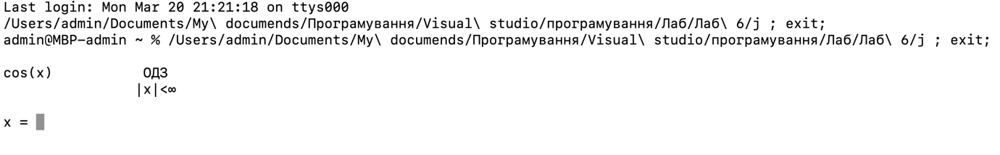 Last login: Mon Mar 20 21:21:18 on ttys000
/Users/admin/Documents/My\ documends/Програмування/Visual\ studio/програмування/Лаб/Лаб\ 6/j ; exit;
admin@MBP-admin ~ % /Users/admin/Documents/My\ documends/Програмування/Visual\ studio/програмування/Лаб/Лаб\ 6/j ; exit;
cos(x) ОДЗ
|x|<∞
x =